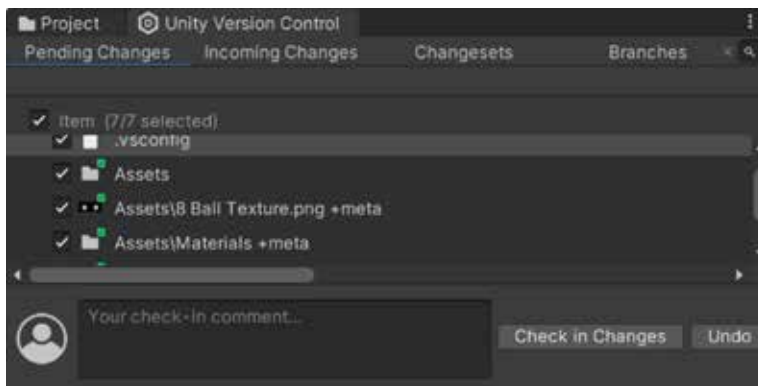 Project Unity Version Control
Pending Changes Incoming Changes Changesets Branches
Item (7/7 selected)
.vsconfig
Assets
Assets\8 Ball Texture.png +meta
Assets\Materials +meta
Your check-in comment...
Check in Changes Undo